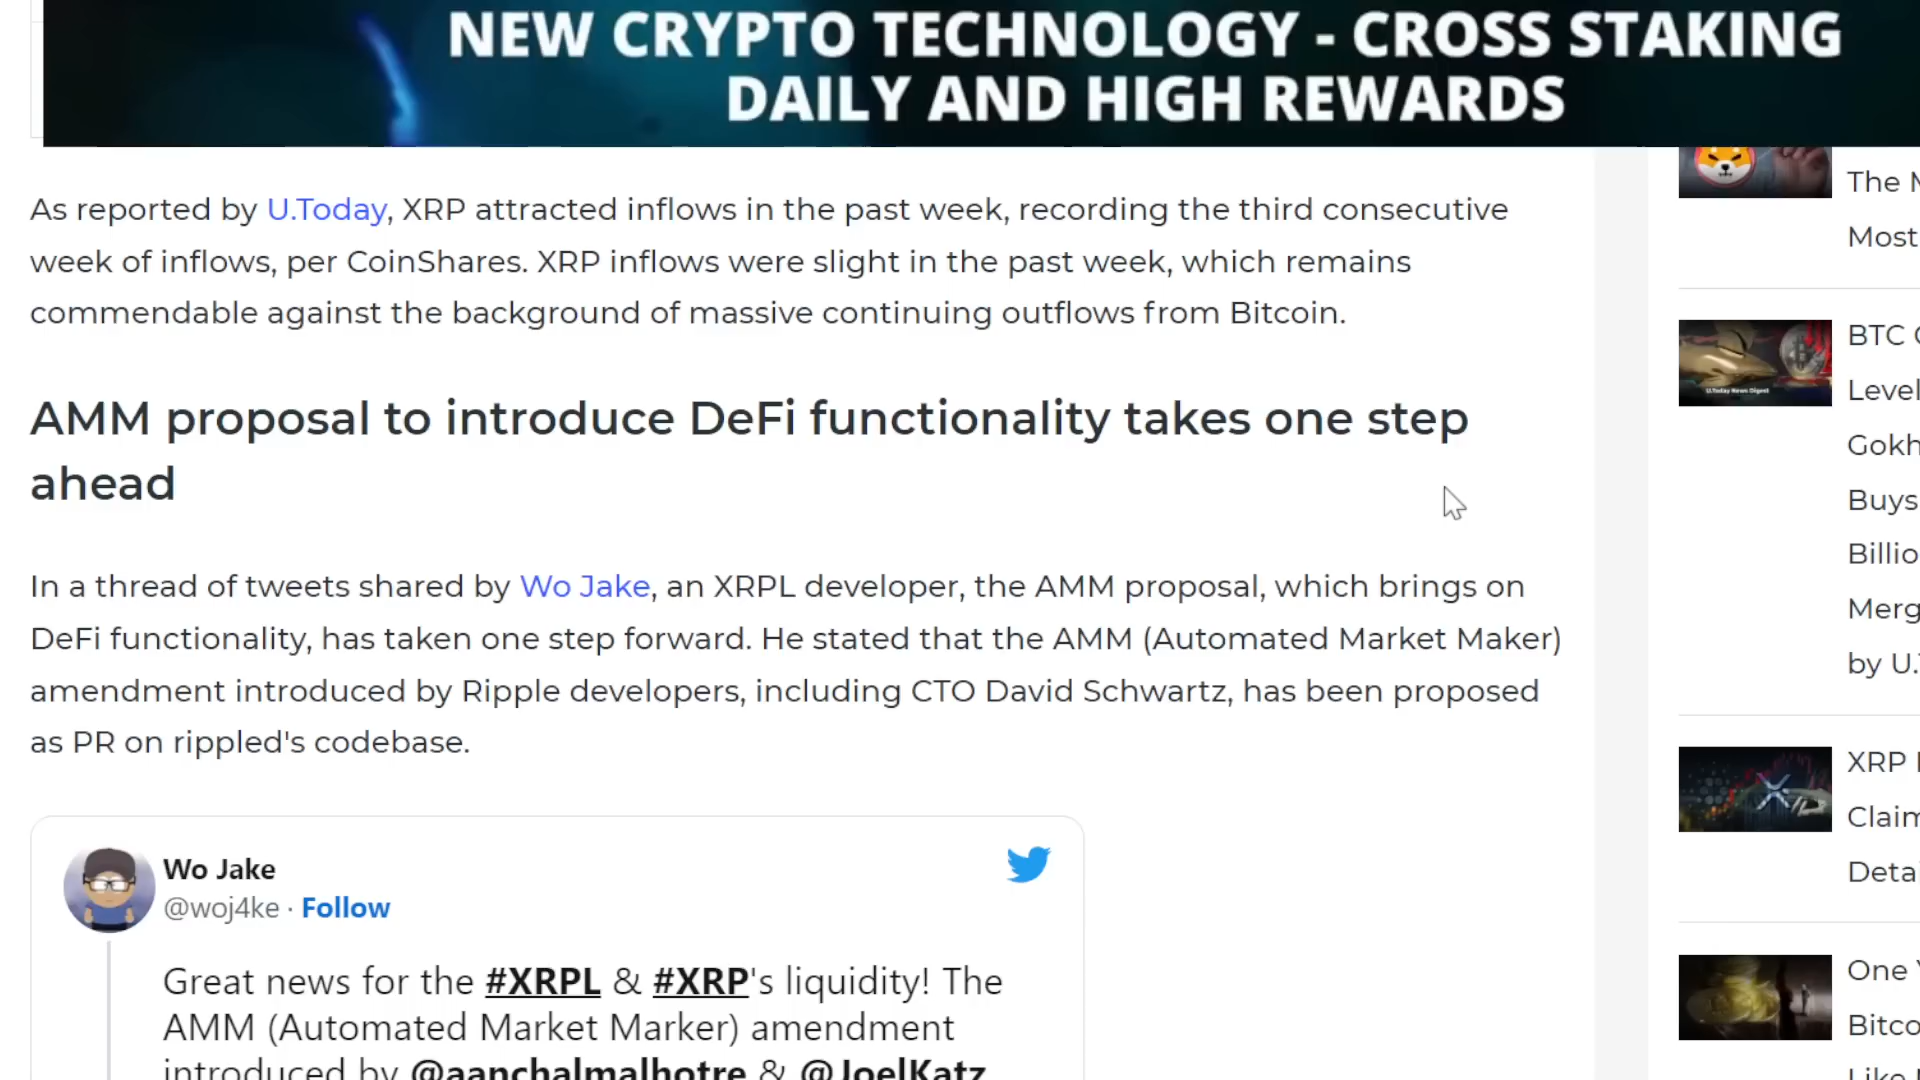 NEW CRYPTO TECHNOLOGY - CROSS STAKING
DAILY AND HIGH REWARDS
As reported by U.Today, XRP attracted inflows in the past week, recording the third consecutive
week of inflows, per CoinShares. XRP inflows were slight in the past week, which remains
commendable against the background of massive continuing outflows from Bitcoin.
AMM proposal to introduce DeFi functionality takes one step
ahead
In a thread of tweets shared by Wo Jake, an XRPL developer, the AMM proposal, which brings on
DeFi functionality, has taken one step forward. He stated that the AMM (Automated Market Maker)
amendment introduced by Ripple developers, including CTO David Schwartz, has been proposed
as PR on rippled's codebase.
Wo Jake
@woj4ke · Follow
Great news for the #XRPL & #XRP's liquidity! The
AMM (Automated Market Marker) amendment
introduced by @aanchalmalhotre & @JoelKatz
The
Most
BTC
Level
Gokh
U.Today News Digest
Buys
Billio
Merg
by U.
XRP
Claim
Detai
One
Bitco
Like